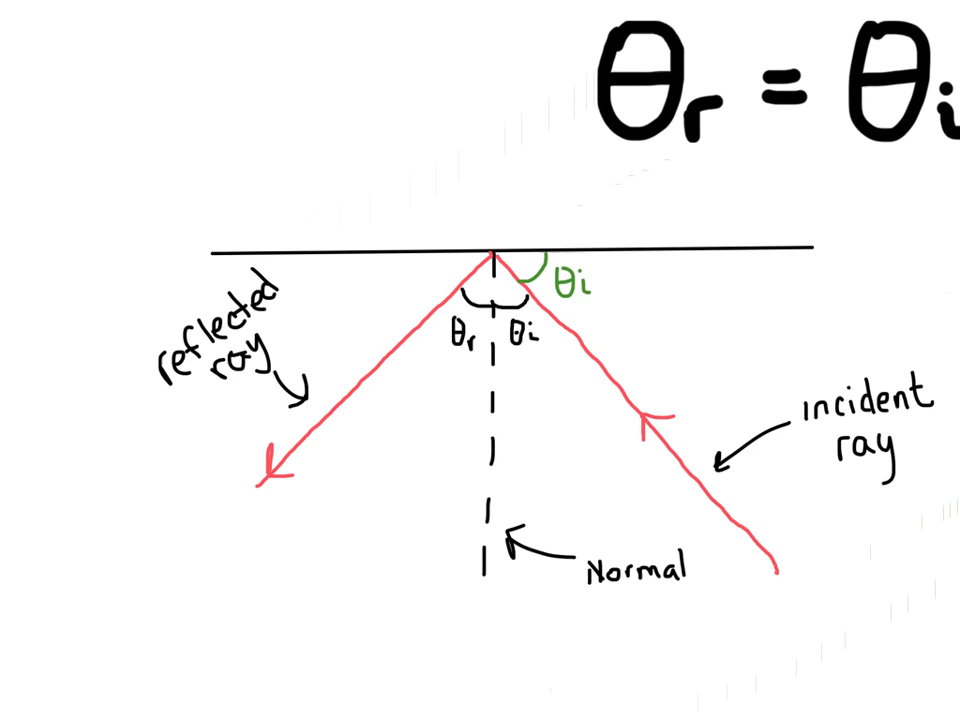 θr = θi
θi
θr θi
reflected
ray
incident
ray
Normal